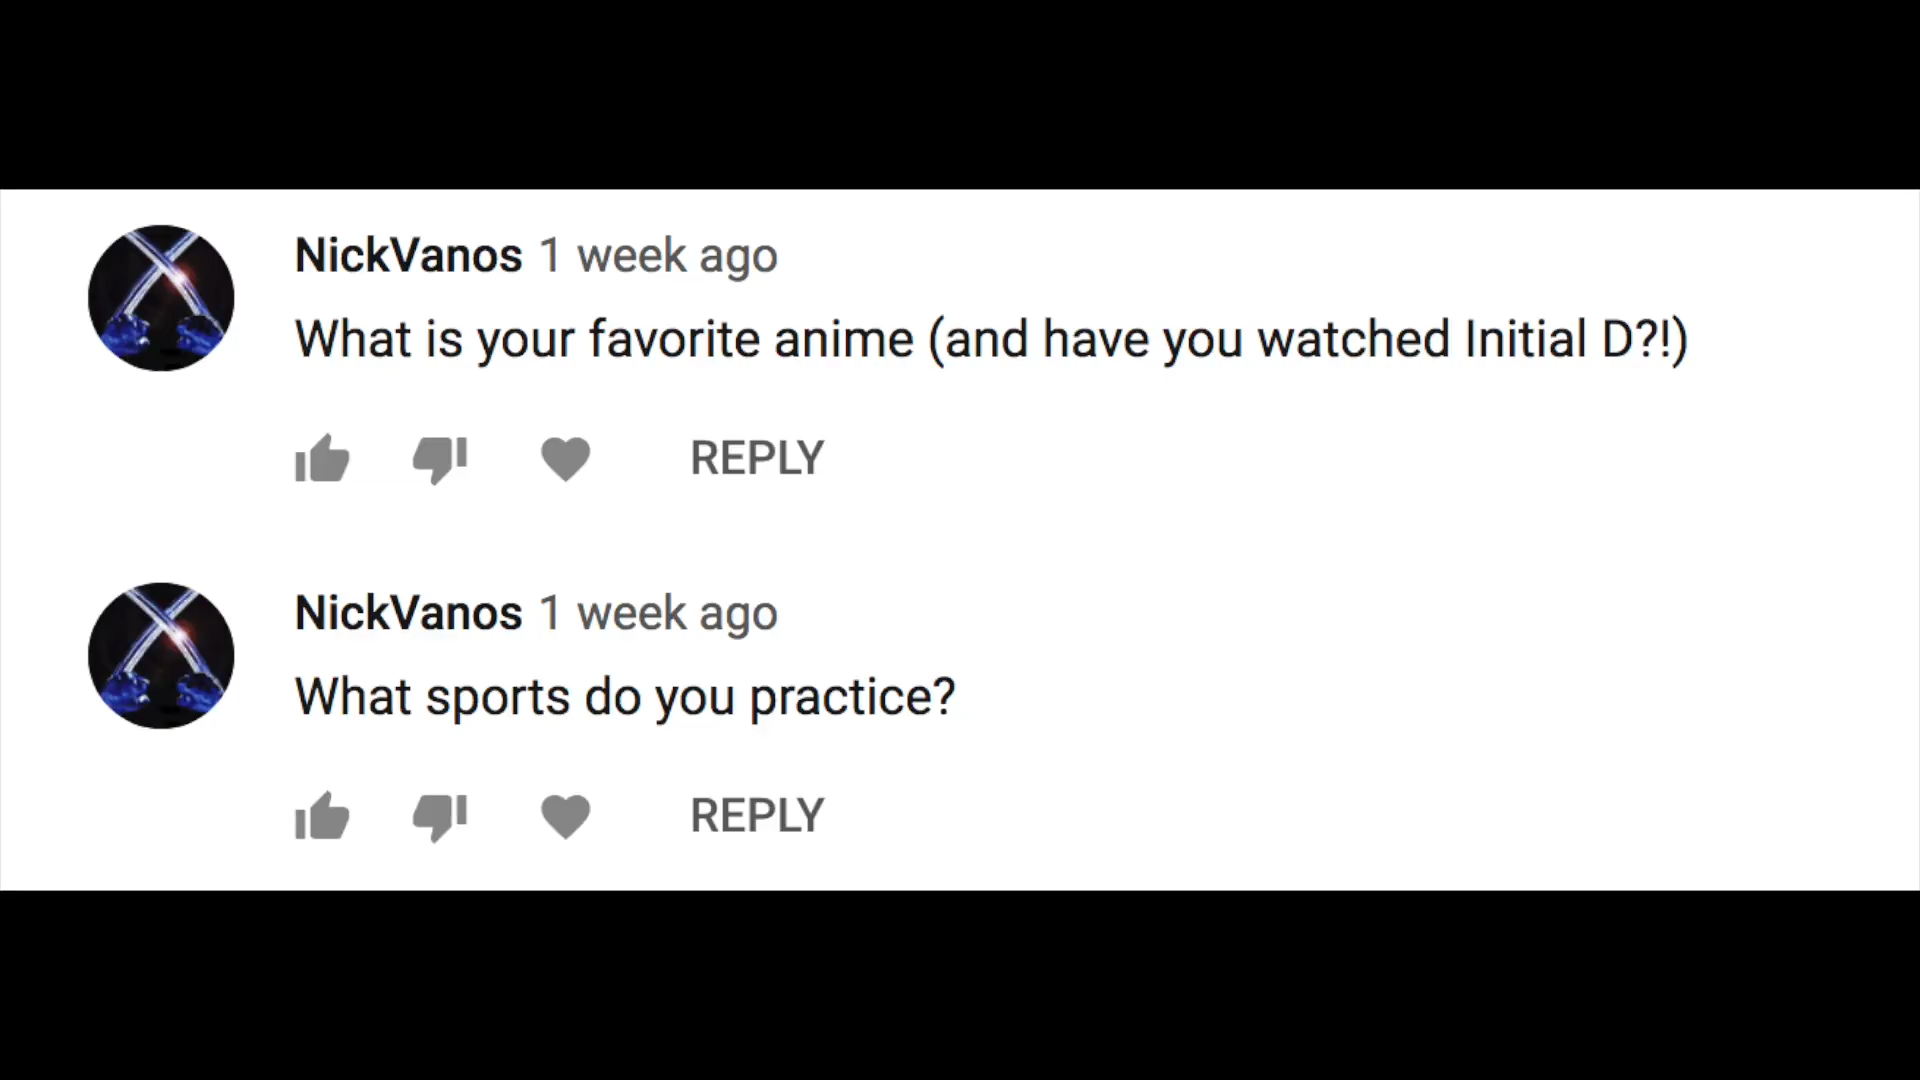 NickVanos 1 week ago
What is your favorite anime (and have you watched Initial D?!)
REPLY
NickVanos 1 week ago
What sports do you practice?
REPLY